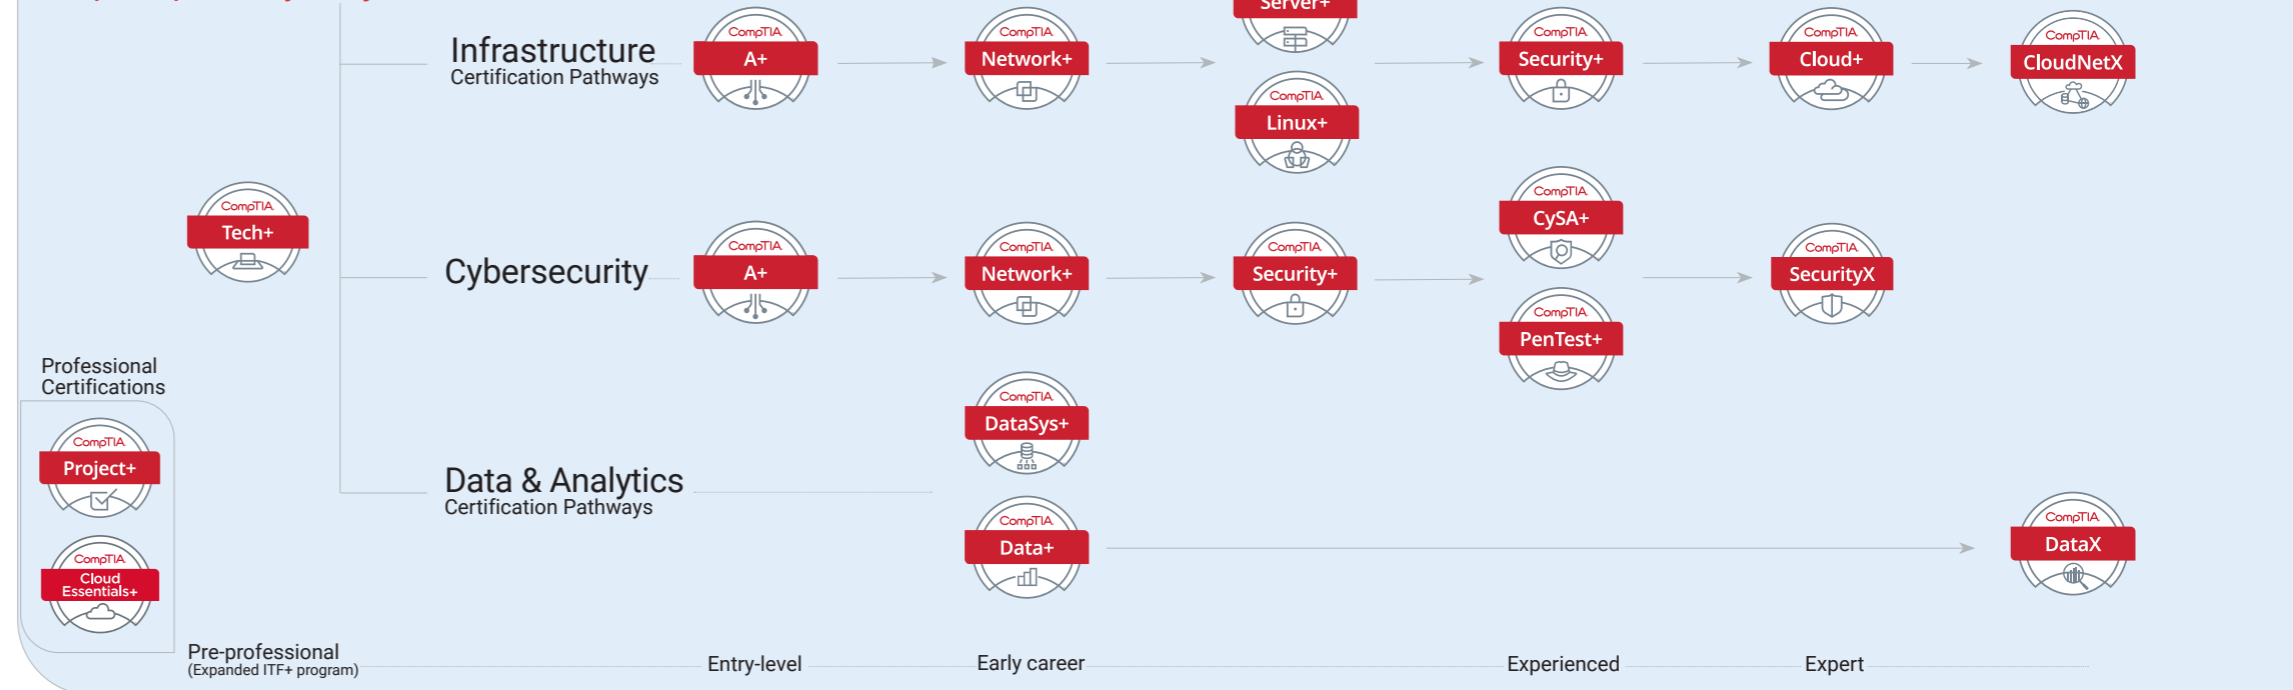 Server+
Infrastructure
Certification Pathways
CompTIA
A+
CompTIA
Network+
CompTIA
Linux+
CompTIA
Security+
CompTIA
Cloud+
CompTIA
CloudNetX
CompTIA
Tech+
Cybersecurity
CompTIA
A+
CompTIA
Network+
CompTIA
Security+
CompTIA
CySA+
CompTIA
PenTest+
CompTIA
SecurityX
Professional
Certifications
CompTIA
Project+
CompTIA
Cloud
Essentials+
Data & Analytics
Certification Pathways
CompTIA
DataSys+
CompTIA
Data+
CompTIA
DataX
Pre-professional
(Expanded ITF+ program)
Entry-level
Early career
Experienced
Expert